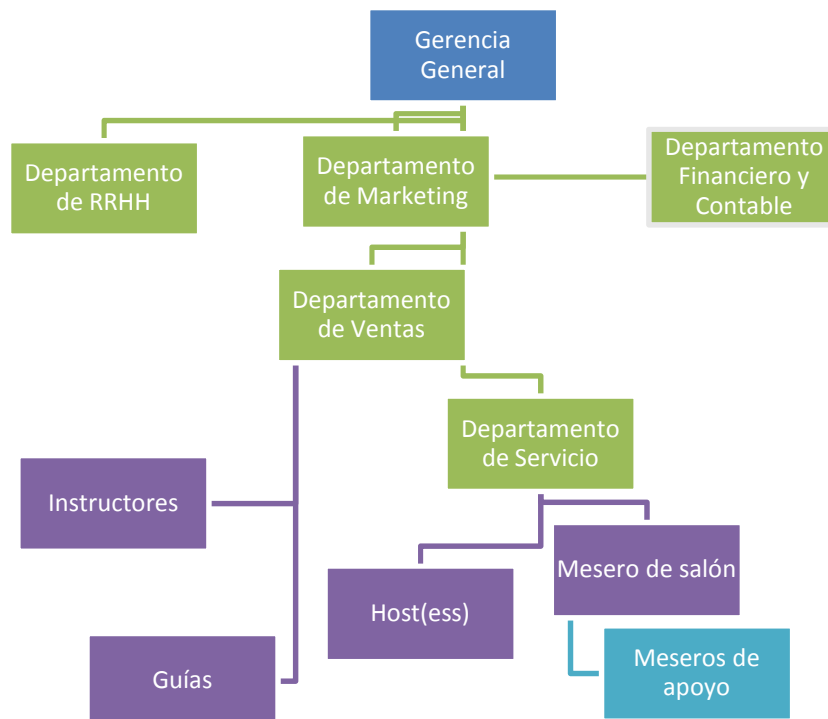 Gerencia
General
Departamento
de RRHH
Departamento
de Marketing
Departamento
Financiero y
Contable
Departamento
de Ventas
Departamento
de Servicio
Instructores
Mesero de salón
Host(ess)
Guías
Meseros de
apoyo